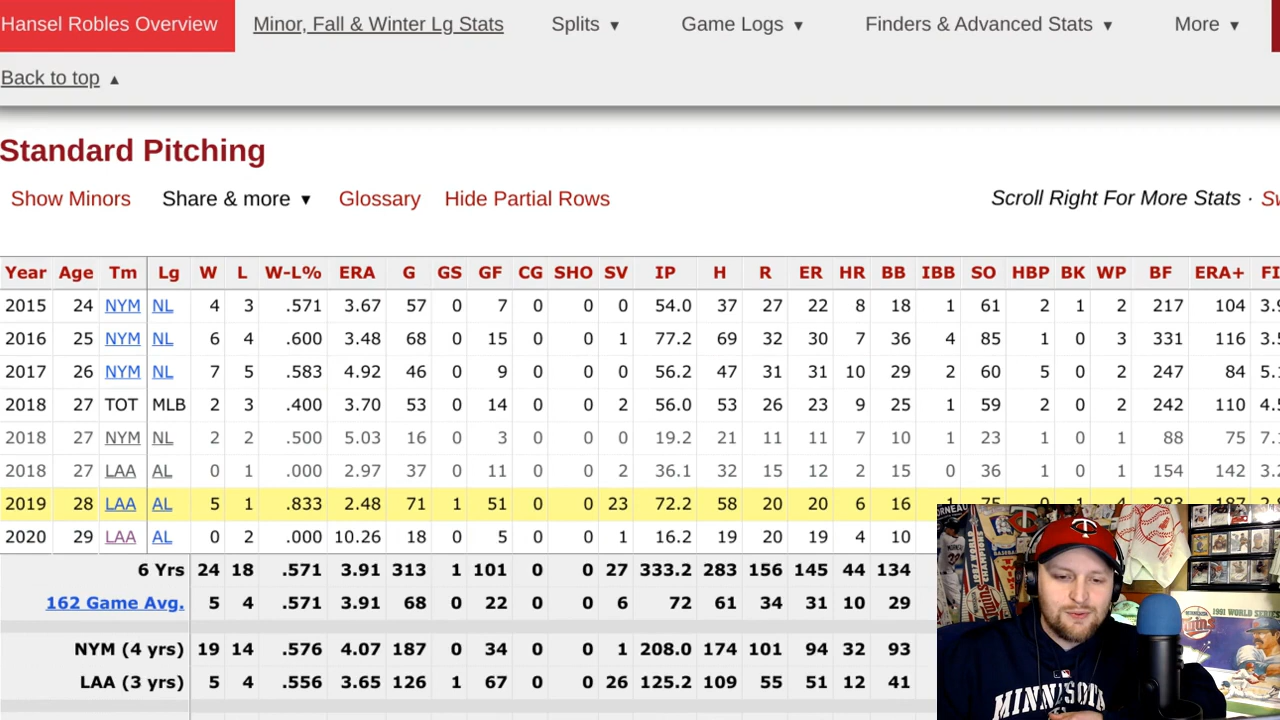 Hansel Robles Overview Minor, Fall & Winter Lg Stats Splits ▼ Game Logs ▼ Finders & Advanced Stats ▼ More ▼
Back to top ▲
Standard Pitching
Show Minors Share & more ▼ Glossary Hide Partial Rows Scroll Right For More Stats ·
Year Age Tm Lg W L W-L% ERA G GS GF CG SHO SV IP H R ER HR BB IBB SO HBP BK WP BF ERA+
2015 24 NYM NL 4 3 .571 3.67 57 0 7 0 0 0 54.0 37 27 22 8 18 1 61 2 1 2 217 104
2016 25 NYM NL 6 4 .600 3.48 68 0 15 0 0 1 77.2 69 32 30 7 36 4 85 1 0 3 331 116
2017 26 NYM NL 7 5 .583 4.92 46 0 9 0 0 0 56.2 47 31 31 10 29 2 60 5 0 2 247 84
2018 27 TOT MLB 2 3 .400 3.70 53 0 14 0 0 2 56.0 53 26 23 9 25 1 59 2 0 2 242 110
2018 27 NYM NL 2 2 .500 5.03 16 0 3 0 0 0 19.2 21 11 11 7 10 1 23 1 0 1 88 75
2018 27 LAA AL 0 1 .000 2.97 37 0 11 0 0 2 36.1 32 15 12 2 15 0 36 1 0 1 154 142
2019 28 LAA AL 5 1 .833 2.48 71 1 51 0 0 23 72.2 58 20 20 6 16 1 75 0 1 4 283 187
2020 29 LAA AL 0 2 .000 10.26 18 0 5 0 0 1 16.2 19 20 19 4 10
6 Yrs 24 18 .571 3.91 313 1 101 0 0 27 333.2 283 156 145 44 134
162 Game Avg. 5 4 .571 3.91 68 0 22 0 0 6 72 61 34 31 10 29
NYM (4 yrs) 19 14 .576 4.07 187 0 34 0 0 1 208.0 174 101 94 32 93
LAA (3 yrs) 5 4 .556 3.65 126 1 67 0 0 26 125.2 109 55 51 12 41
1991 WORLD SERIES
MINNESOTA